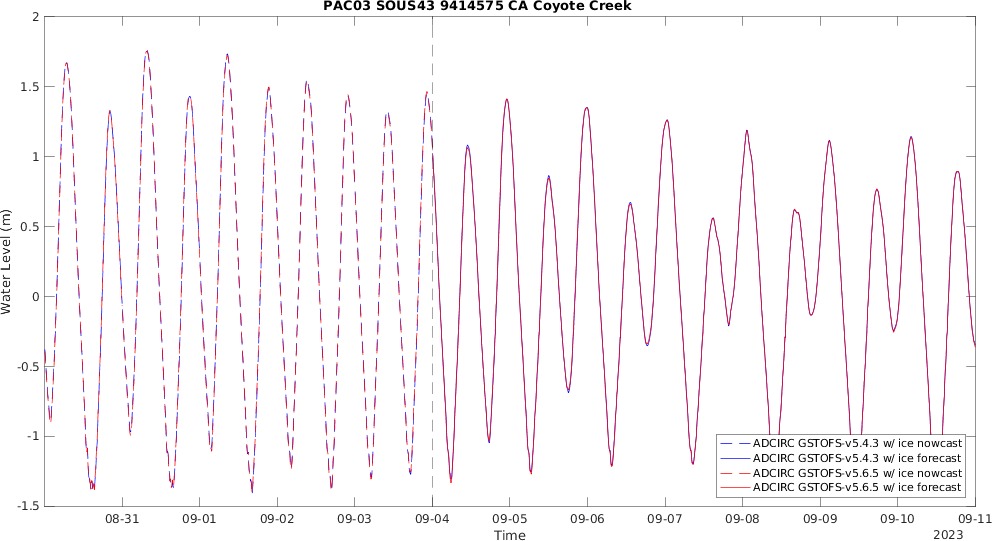 PAC03 SOUS43 9414575 CA Coyote Creek
2
1.5
1
0.5
0
-0.5
-1
-1.5
Water Level (m)
08-31 09-01 09-02 09-03 09-04 09-05 09-06 09-07 09-08 09-09 09-10 09-11
Time
2023
ADCIRC GSTOFS-v5.4.3 w/ ice nowcast
ADCIRC GSTOFS-v5.4.3 w/ ice forecast
ADCIRC GSTOFS-v5.6.5 w/ ice nowcast
ADCIRC GSTOFS-v5.6.5 w/ ice forecast